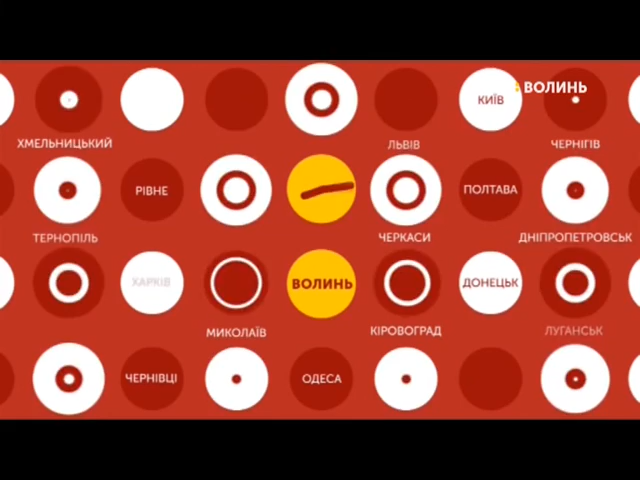 ВОЛИНЬ
КИЇВ
ХМЕЛЬНИЦЬКИЙ
ЛЬВІВ
ЧЕРНІГІВ
РІВНЕ
ПОЛТАВА
ТЕРНОПІЛЬ
ЧЕРКАСИ
ДНІПРОПЕТРОВСЬК
ХАРКІВ
ВОЛИНЬ
ДОНЕЦЬК
МИКОЛАЇВ
КІРОВОГРАД
ЛУГАНСЬК
ЧЕРНІВЦІ
ОДЕСА